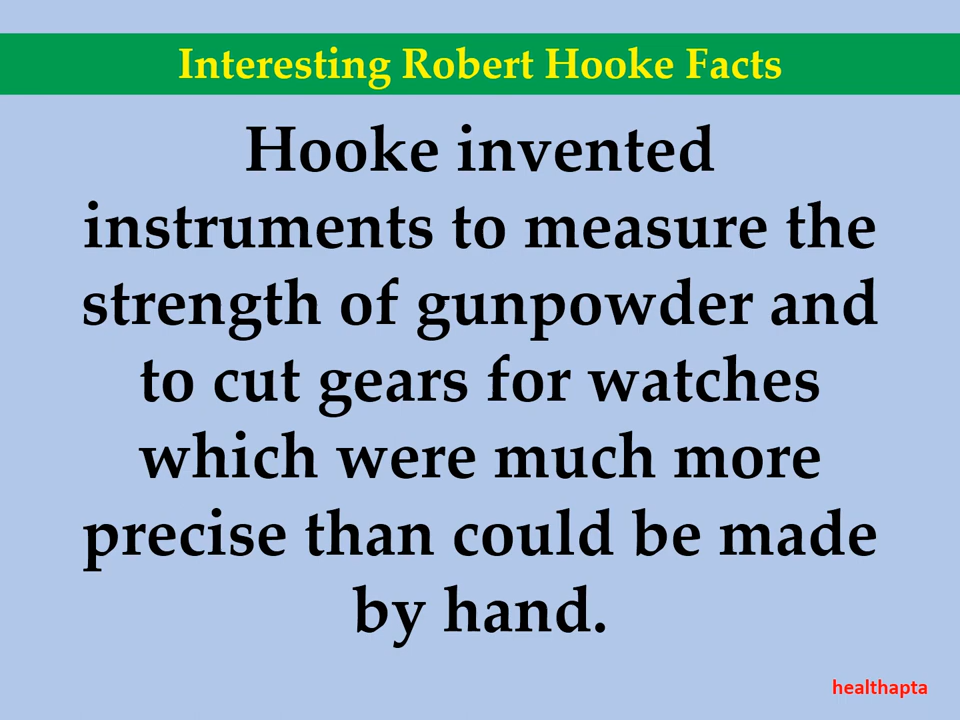 Interesting Robert Hooke Facts
Hooke invented
instruments to measure the
strength of gunpowder and
to cut gears for watches
which were much more
precise than could be made
by hand.
healthapta